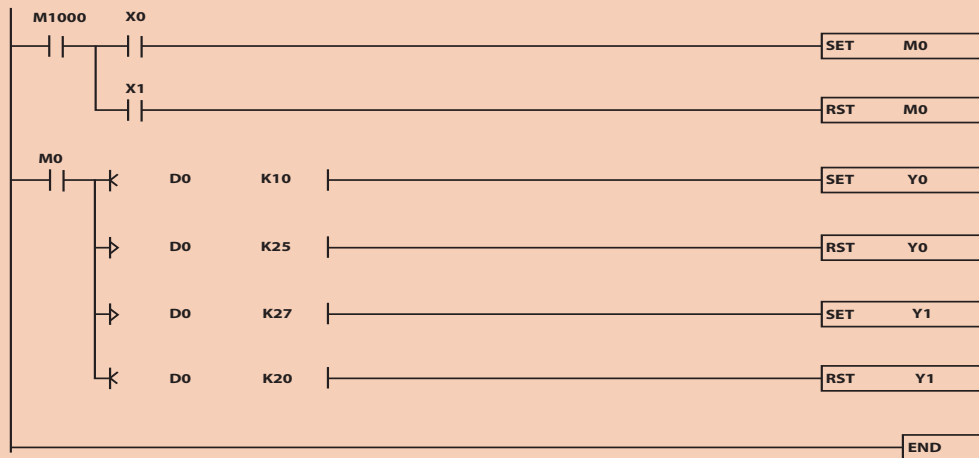 M1000 X0
SET M0
X1
RST M0
M0
D0 K10 SET Y0
D0 K25 RST Y0
D0 K27 SET Y1
D0 K20 RST Y1
END